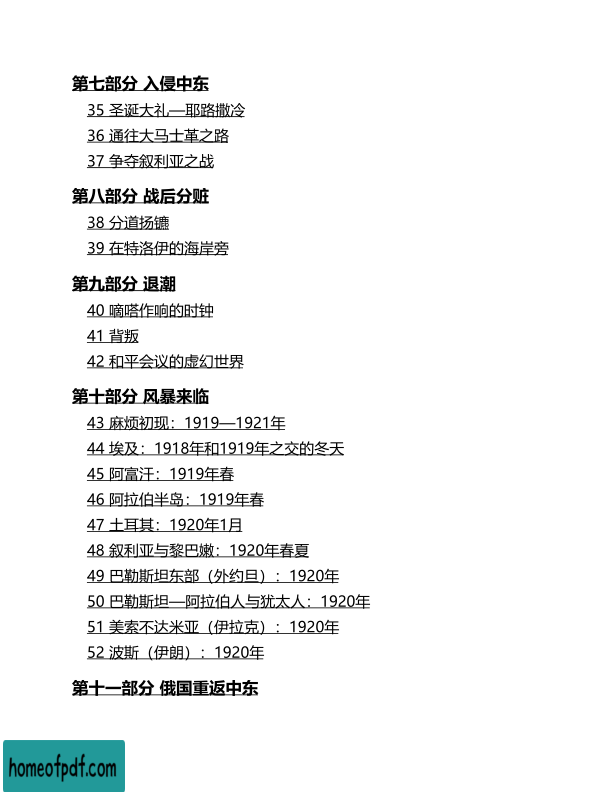 第七部分 入侵中东
35 圣诞大礼—耶路撒冷
36 通往大马士革之路
37 争夺叙利亚之战
第八部分 战后分赃
38 分道扬镳
39 在特洛伊的海岸旁
第九部分 退潮
40 嘀嗒作响的时钟
41 背叛
42 和平会议的虚幻世界
第十部分 风暴来临
43 麻烦初现：1919—1921年
44 埃及：1918年和1919年之交的冬天
45 阿富汗：1919年春
46 阿拉伯半岛：1919年春
47 土耳其：1920年1月
48 叙利亚与黎巴嫩：1920年春夏
49 巴勒斯坦东部（外约旦）：1920年
50 巴勒斯坦—阿拉伯人与犹太人：1920年
51 美索不达米亚（伊拉克）：1920年
52 波斯（伊朗）：1920年
第十一部分 俄国重返中东
homeofpdf.com